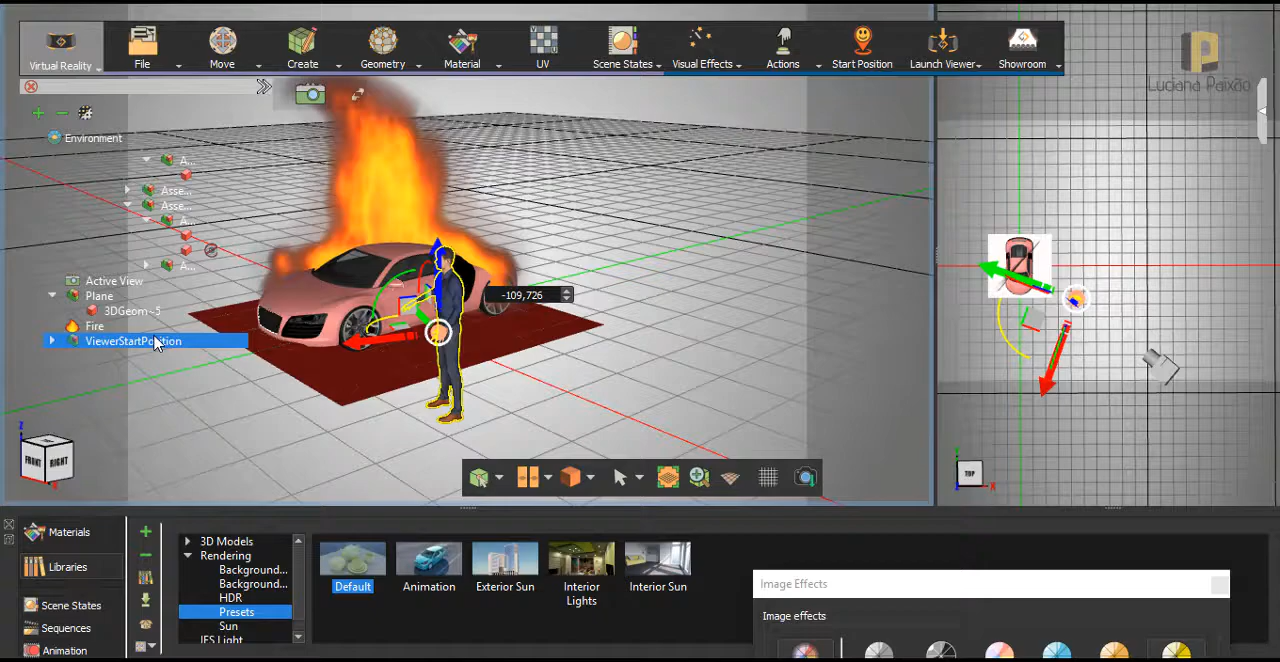 Virtual Reality
File
Move
Create
Geometry
Material
UV
Scene States
Visual Effects
Actions
Start Position
Launch Viewer
Showroom
Luciana Paixão
Environment
A...
Asse...
Asse...
A...
A...
Active View
Plane
3DGeom~5
Fire
ViewerStartPosition
-109,726
Z
FRONT
RIGHT
TOP
X
Materials
Libraries
Scene States
Sequences
Animation
3D Models
Rendering
Background...
Background...
HDR
Presets
Sun
IES Light
Default
Animation
Exterior Sun
Interior
Lights
Interior Sun
Image Effects
Image effects